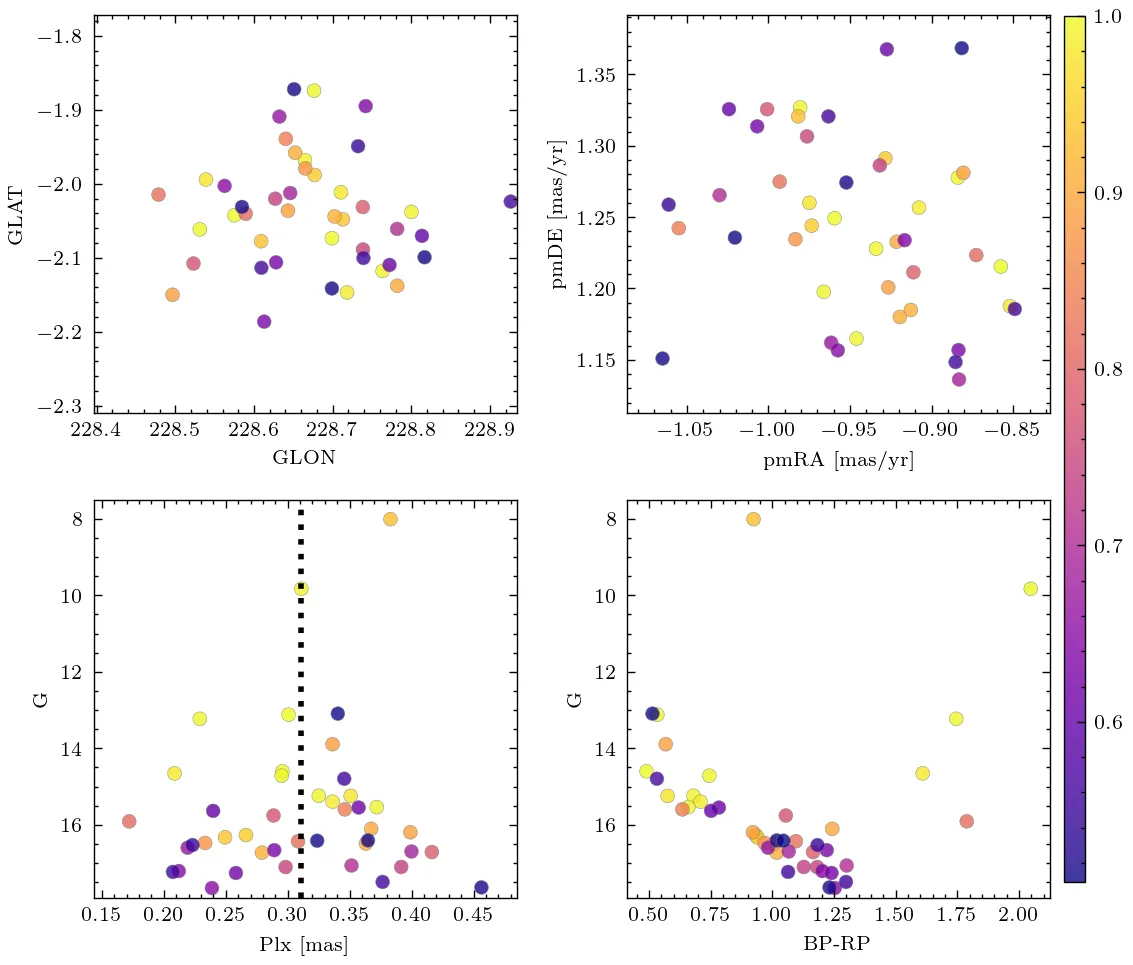 −1.8
−1.9
−2.0
−2.1
−2.2
−2.3
GLAT
228.4 228.5 228.6 228.7 228.8 228.9
GLON
1.35
1.30
1.25
1.20
1.15
pmDE [mas/yr]
−1.05 −1.00 −0.95 −0.90 −0.85
pmRA [mas/yr]
1.0
0.9
0.8
0.7
0.6
8
10
12
14
16
G
0.15 0.20 0.25 0.30 0.35 0.40 0.45
Plx [mas]
8
10
12
14
16
G
0.50 0.75 1.00 1.25 1.50 1.75 2.00
BP-RP